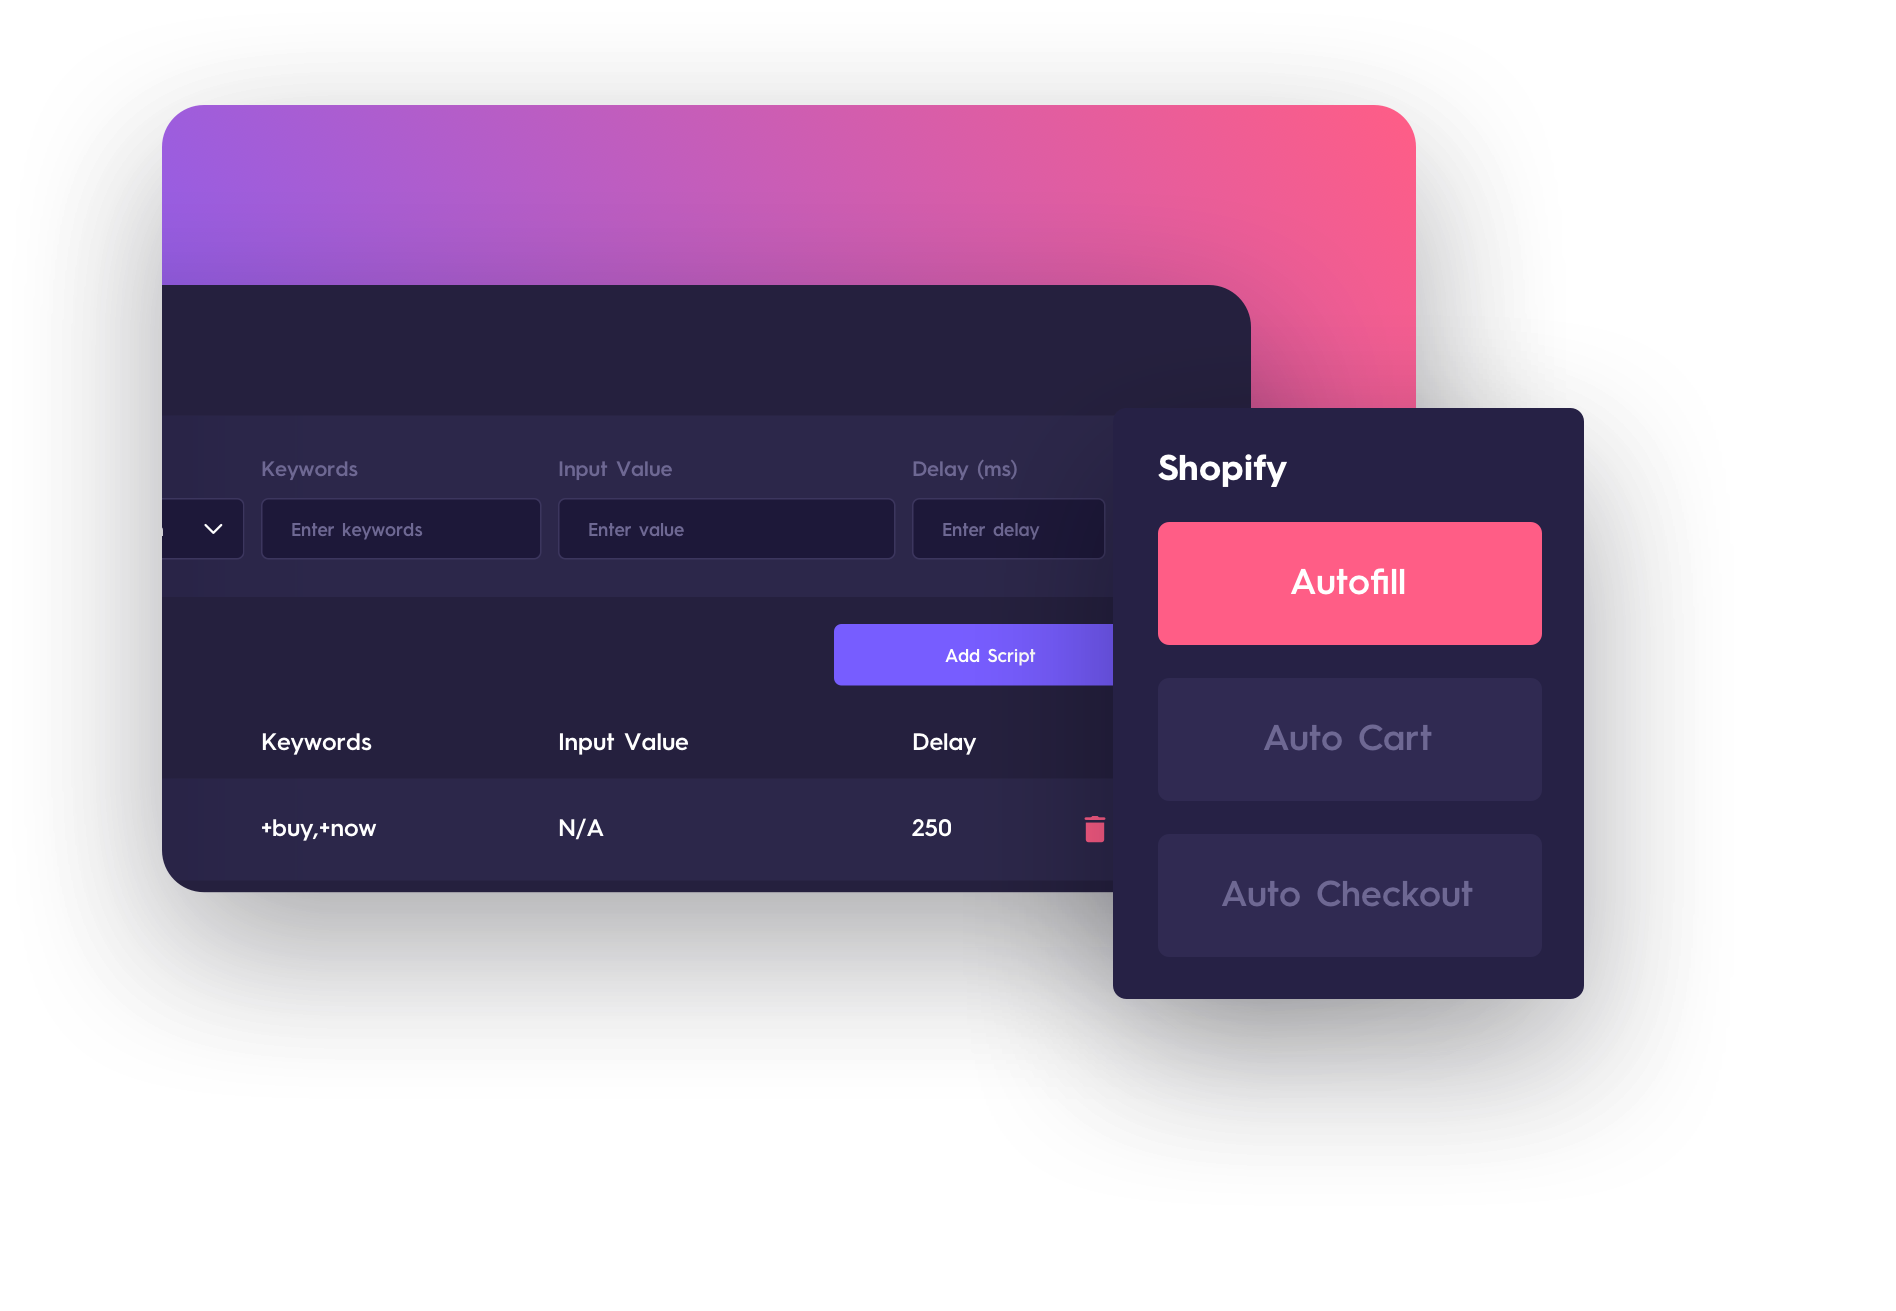 Keywords Input Value Delay (ms)
Enter keywords Enter value Enter delay
Add Script
Keywords Input Value Delay
+buy,+now N/A 250
Shopify
Autofill
Auto Cart
Auto Checkout